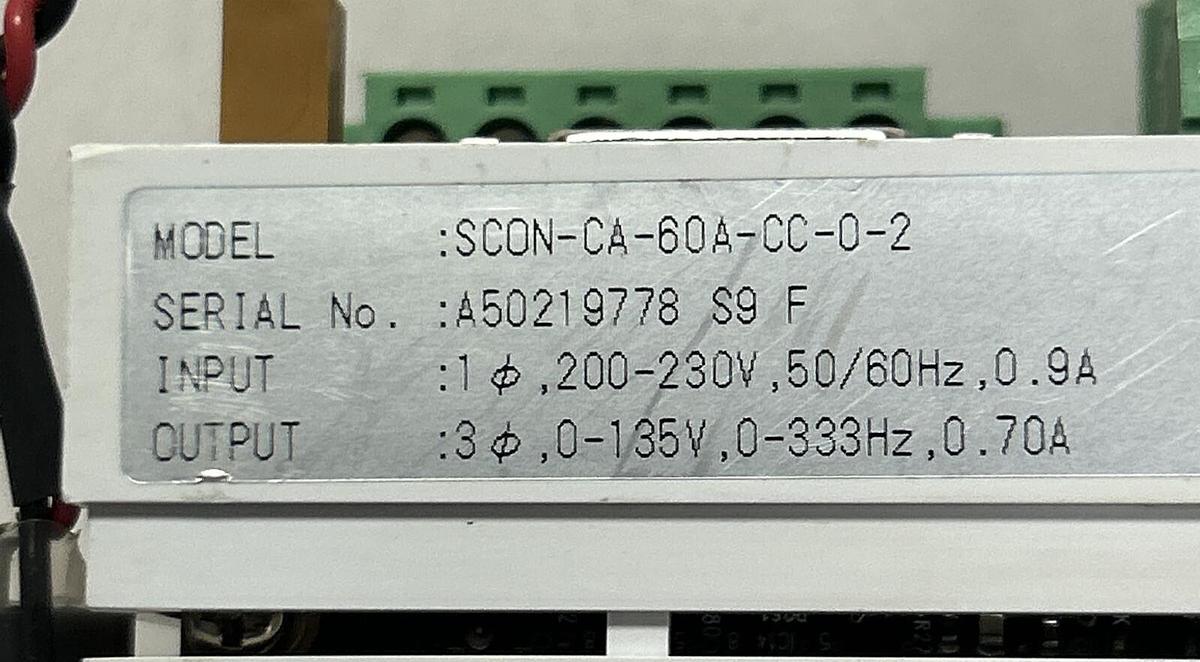 MODEL :SCON-CA-60A-CC-0-2
SERIAL No. :A50219778 S9 F
INPUT :1φ,200-230V,50/60Hz,0.9A
OUTPUT :3φ,0-135V,0-333Hz,0.70A